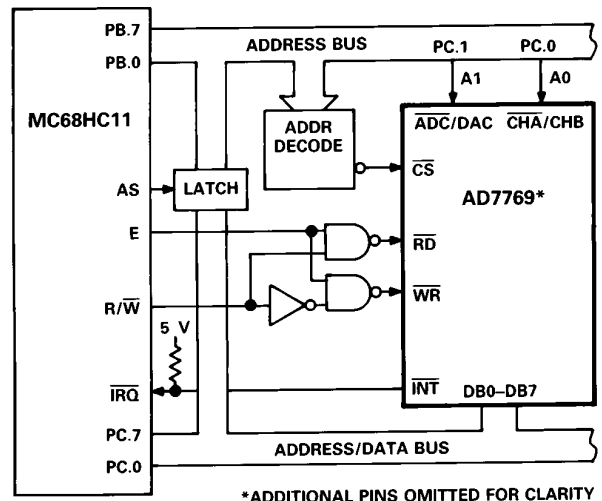 PB.7
ADDRESS BUS
PC.1
PC.0
PB.0
A1
A0
MC68HC11
ADDR
DECODE
ADC/DAC
CHA/CHB
CS
AD7769*
AS
LATCH
E
RD
R/W
WR
5 V
IRQ
INT
DB0–DB7
PC.7
ADDRESS/DATA BUS
PC.0
*ADDITIONAL PINS OMITTED FOR CLARITY